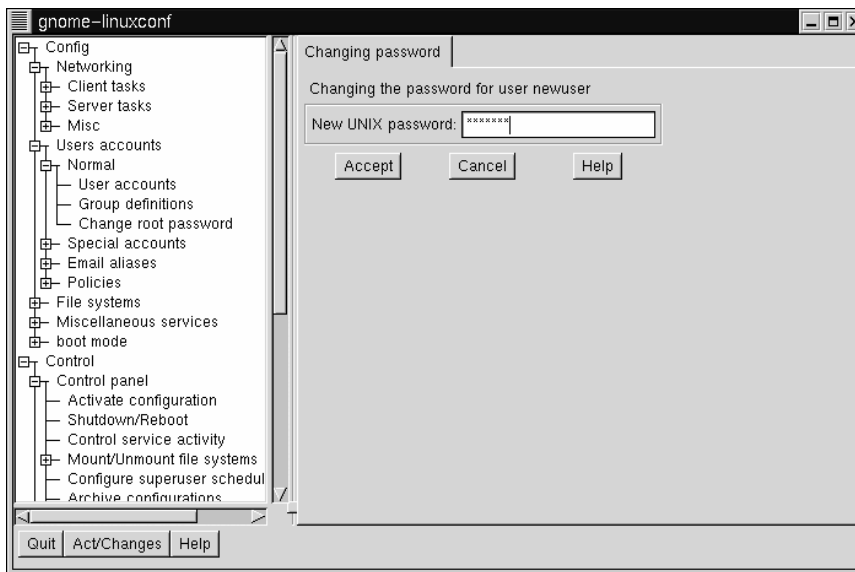 gnome-linuxconf
Config
Networking
Client tasks
Server tasks
Misc
Users accounts
Normal
User accounts
Group definitions
Change root password
Special accounts
Email aliases
Policies
File systems
Miscellaneous services
boot mode
Control
Control panel
Activate configuration
Shutdown/Reboot
Control service activity
Mount/Unmount file systems
Configure superuser schedul
Archive configurations
Changing password
Changing the password for user newuser
New UNIX password: *******
Accept Cancel Help
Quit Act/Changes Help